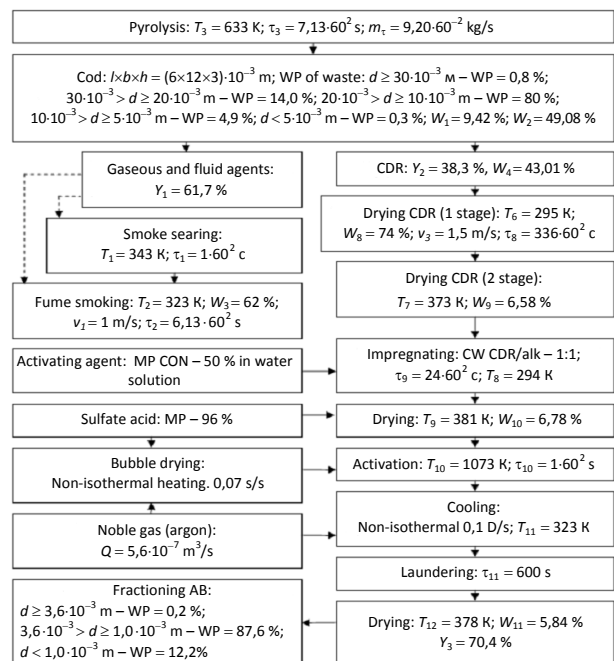 Pyrolysis: T₃ = 633 K; τ₃ = 7,13·60² s; mτ = 9,20·60⁻² kg/s
Cod: l×b×h = (6×12×3)·10⁻³ m; WP of waste: d ≥ 30·10⁻³ м – WP = 0,8 %;
30·10⁻³ > d ≥ 20·10⁻³ m – WP = 14,0 %; 20·10⁻³ > d ≥ 10·10⁻³ m – WP = 80 %;
10·10⁻³ > d ≥ 5·10⁻³ m – WP = 4,9 %; d < 5·10⁻³ m – WP = 0,3 %; W₁ = 9,42 %; W₂ = 49,08 %
Gaseous and fluid agents:
Y₁ = 61,7 %
Smoke searing:
T₁ = 343 K; τ₁ = 1·60² c
Fume smoking: T₂ = 323 K; W₃ = 62 %;
v₁ = 1 m/s; τ₂ = 6,13·60² s
Activating agent: MP CON – 50 % in water
solution
Sulfate acid: MP – 96 %
Bubble drying:
Non-isothermal heating. 0,07 s/s
Noble gas (argon):
Q = 5,6·10⁻⁷ m³/s
Fractioning AB:
d ≥ 3,6·10⁻³ m – WP = 0,2 %;
3,6·10⁻³ > d ≥ 1,0·10⁻³ m – WP = 87,6 %;
d < 1,0·10⁻³ m – WP = 12,2%
CDR: Y₂ = 38,3 %, W₄ = 43,01 %
Drying CDR (1 stage): T₆ = 295 K;
W₈ = 74 %; v₃ = 1,5 m/s; τ₈ = 336·60² c
Drying CDR (2 stage):
T₇ = 373 K; W₉ = 6,58 %
Impregnating: CW CDR/alk – 1:1;
τ₉ = 24·60² c; T₈ = 294 K
Drying: T₉ = 381 K; W₁₀ = 6,78 %
Activation: T₁₀ = 1073 K; τ₁₀ = 1·60² s
Cooling:
Non-isothermal 0,1 D/s; T₁₁ = 323 K
Laundering: τ₁₁ = 600 s
Drying: T₁₂ = 378 K; W₁₁ = 5,84 %
Y₃ = 70,4 %